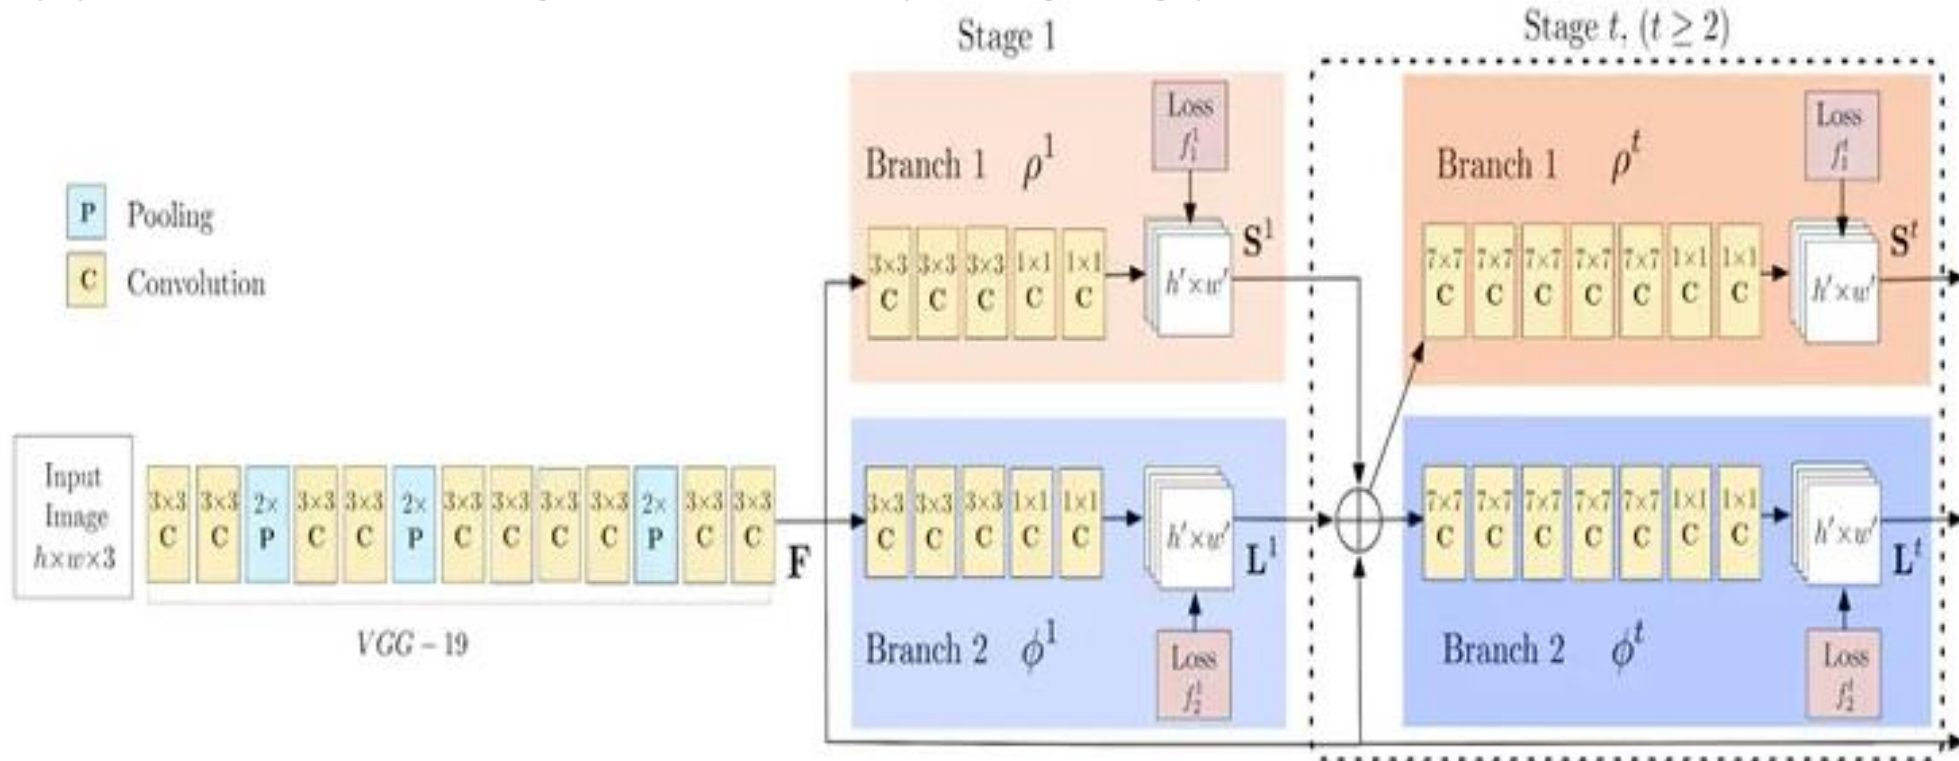 Stage 1
Stage t, (t ≥ 2)
P Pooling
C Convolution
Branch 1 ρ¹
Loss
f₁¹
3×3 3×3 3×3 1×1 1×1
C C C C C
h′×w′
S¹
Branch 1 ρᵗ
Loss
f₁ᵗ
7×7 7×7 7×7 7×7 7×7 1×1 1×1
C C C C C C C
h′×w′
Sᵗ
Input
Image
h×w×3
3×3 3×3 2× 3×3 3×3 2× 3×3 3×3 3×3 3×3 2× 3×3 3×3
C C P C C P C C C C P C C
F
VGG – 19
3×3 3×3 3×3 1×1 1×1
C C C C C
h′×w′
L¹
Branch 2 ϕ¹
Loss
f₂¹
7×7 7×7 7×7 7×7 7×7 1×1 1×1
C C C C C C C
h′×w′
Lᵗ
Branch 2 ϕᵗ
Loss
f₂ᵗ